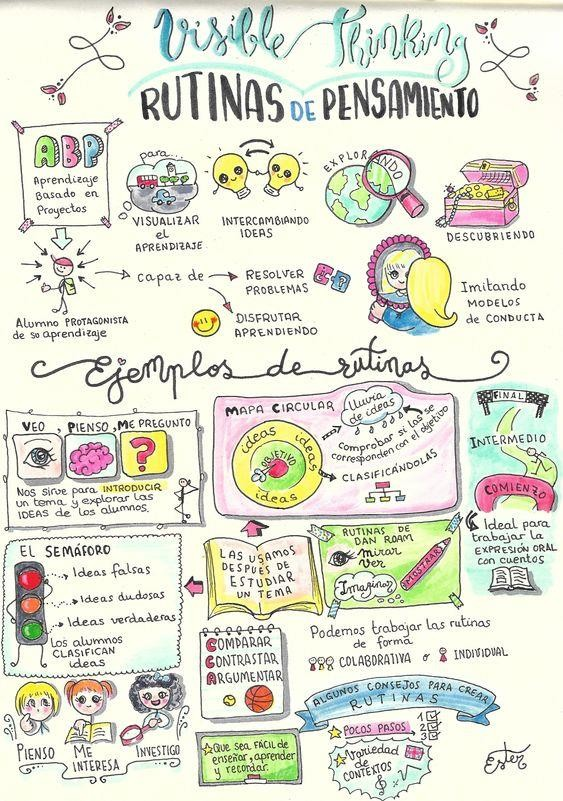 Visible Thinking
RUTINAS DE PENSAMIENTO
ABP
Aprendizaje
Basado en
Proyectos
para...
VISUALIZAR
el
APRENDIZAJE
INTERCAMBIANDO
IDEAS
EXPLORANDO
DESCUBRIENDO
Alumno PROTAGONISTA
de su aprendizaje
capaz de
RESOLVER
PROBLEMAS
DISFRUTAR
APRENDIENDO
Imitando
MODELOS
de CONDUCTA
Ejemplos de rutinas
VEO, PIENSO, ME PREGUNTO
?
Nos sirve para INTRODUCIR
un tema y explorar las
IDEAS de los alumnos.
MAPA CIRCULAR
ideas
ideas
OBJETIVO
ideas
lluvia
de ideas
Comprobar si las ideas se
corresponden con el objetivo
CLASIFICÁNDOLAS
FINAL
INTERMEDIO
COMIENZO
Ideal para
trabajar la
EXPRESIÓN ORAL
con cuentos
EL SEMÁFORO
Ideas falsas
Ideas dudosas
Ideas verdaderas
Los alumnos
CLASIFICAN
ideas
LAS USAMOS
DESPUÉS DE
ESTUDIAR
UN TEMA
RUTINAS DE
DAN ROAM
mirar
ver
Imaginar
MOSTRAR
COMPARAR
CONTRASTAR
ARGUMENTAR
Podemos trabajar las rutinas
de forma
COLABORATIVA o INDIVIDUAL
PIENSO
ME
INTERESA
INVESTIGO
ALGUNOS CONSEJOS PARA CREAR
RUTINAS
POCOS PASOS
1
2
3
Que sea FÁCIL de
enseñar, aprender
y recordar.
Variedad
de
CONTEXTOS
Ester